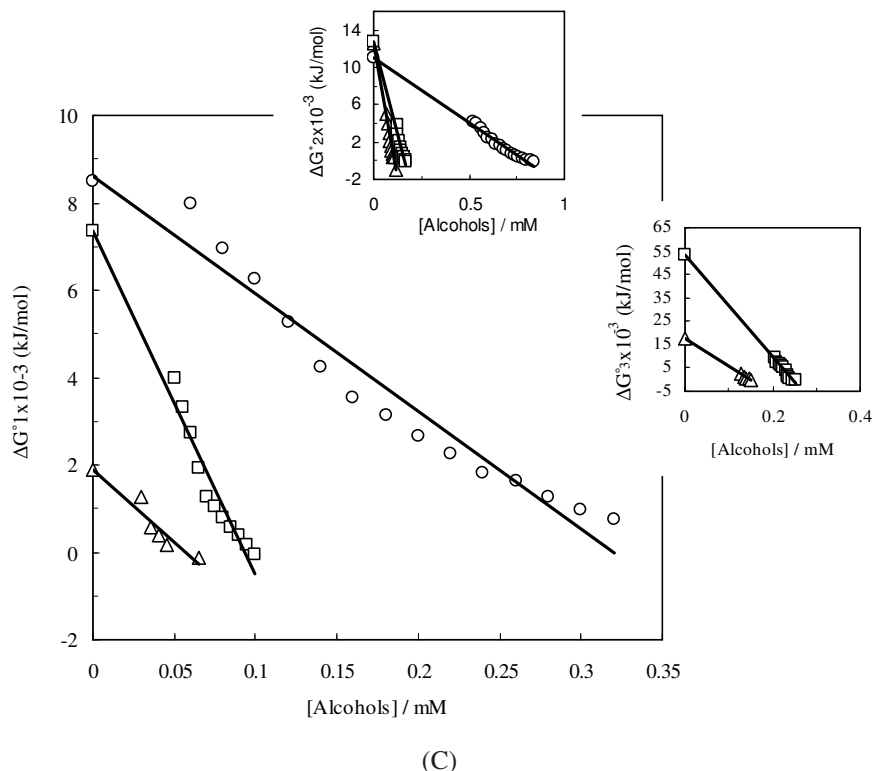 14
10
6
2
-2
ΔG°2x10⁻³ (kJ/mol)
0 0.5 1
[Alcohols] / mM
10
8
6
4
2
0
-2
ΔG°1x10-3 (kJ/mol)
0 0.05 0.1 0.15 0.2 0.25 0.3 0.35
[Alcohols] / mM
65
55
45
35
25
15
5
-5
ΔG°3x10⁻³ (kJ/mol)
0 0.2 0.4
[Alcohols] / mM
(C)